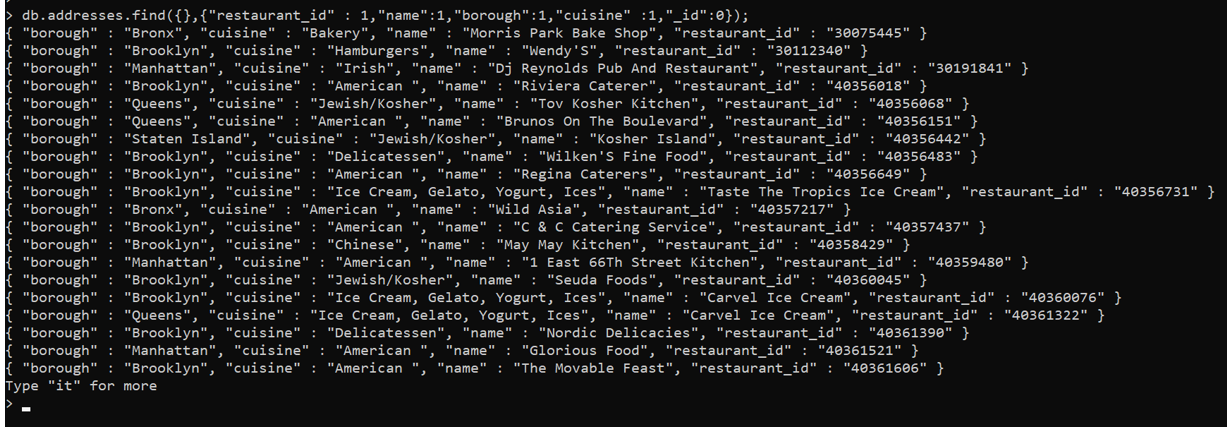 > db.addresses.find({},{"restaurant_id" : 1,"name":1,"borough":1,"cuisine" :1,"_id":0});
{ "borough" : "Bronx", "cuisine" : "Bakery", "name" : "Morris Park Bake Shop", "restaurant_id" : "30075445" }
{ "borough" : "Brooklyn", "cuisine" : "Hamburgers", "name" : "Wendy'S", "restaurant_id" : "30112340" }
{ "borough" : "Manhattan", "cuisine" : "Irish", "name" : "Dj Reynolds Pub And Restaurant", "restaurant_id" : "30191841" }
{ "borough" : "Brooklyn", "cuisine" : "American ", "name" : "Riviera Caterer", "restaurant_id" : "40356018" }
{ "borough" : "Queens", "cuisine" : "Jewish/Kosher", "name" : "Tov Kosher Kitchen", "restaurant_id" : "40356068" }
{ "borough" : "Queens", "cuisine" : "American ", "name" : "Brunos On The Boulevard", "restaurant_id" : "40356151" }
{ "borough" : "Staten Island", "cuisine" : "Jewish/Kosher", "name" : "Kosher Island", "restaurant_id" : "40356442" }
{ "borough" : "Brooklyn", "cuisine" : "Delicatessen", "name" : "Wilken'S Fine Food", "restaurant_id" : "40356483" }
{ "borough" : "Brooklyn", "cuisine" : "American ", "name" : "Regina Caterers", "restaurant_id" : "40356649" }
{ "borough" : "Brooklyn", "cuisine" : "Ice Cream, Gelato, Yogurt, Ices", "name" : "Taste The Tropics Ice Cream", "restaurant_id" : "40356731" }
{ "borough" : "Bronx", "cuisine" : "American ", "name" : "Wild Asia", "restaurant_id" : "40357217" }
{ "borough" : "Brooklyn", "cuisine" : "American ", "name" : "C & C Catering Service", "restaurant_id" : "40357437" }
{ "borough" : "Brooklyn", "cuisine" : "Chinese", "name" : "May May Kitchen", "restaurant_id" : "40358429" }
{ "borough" : "Manhattan", "cuisine" : "American ", "name" : "1 East 66Th Street Kitchen", "restaurant_id" : "40359480" }
{ "borough" : "Brooklyn", "cuisine" : "Jewish/Kosher", "name" : "Seuda Foods", "restaurant_id" : "40360045" }
{ "borough" : "Brooklyn", "cuisine" : "Ice Cream, Gelato, Yogurt, Ices", "name" : "Carvel Ice Cream", "restaurant_id" : "40360076" }
{ "borough" : "Queens", "cuisine" : "Ice Cream, Gelato, Yogurt, Ices", "name" : "Carvel Ice Cream", "restaurant_id" : "40361322" }
{ "borough" : "Brooklyn", "cuisine" : "Delicatessen", "name" : "Nordic Delicacies", "restaurant_id" : "40361390" }
{ "borough" : "Manhattan", "cuisine" : "American ", "name" : "Glorious Food", "restaurant_id" : "40361521" }
{ "borough" : "Brooklyn", "cuisine" : "American ", "name" : "The Movable Feast", "restaurant_id" : "40361606" }
Type "it" for more
>